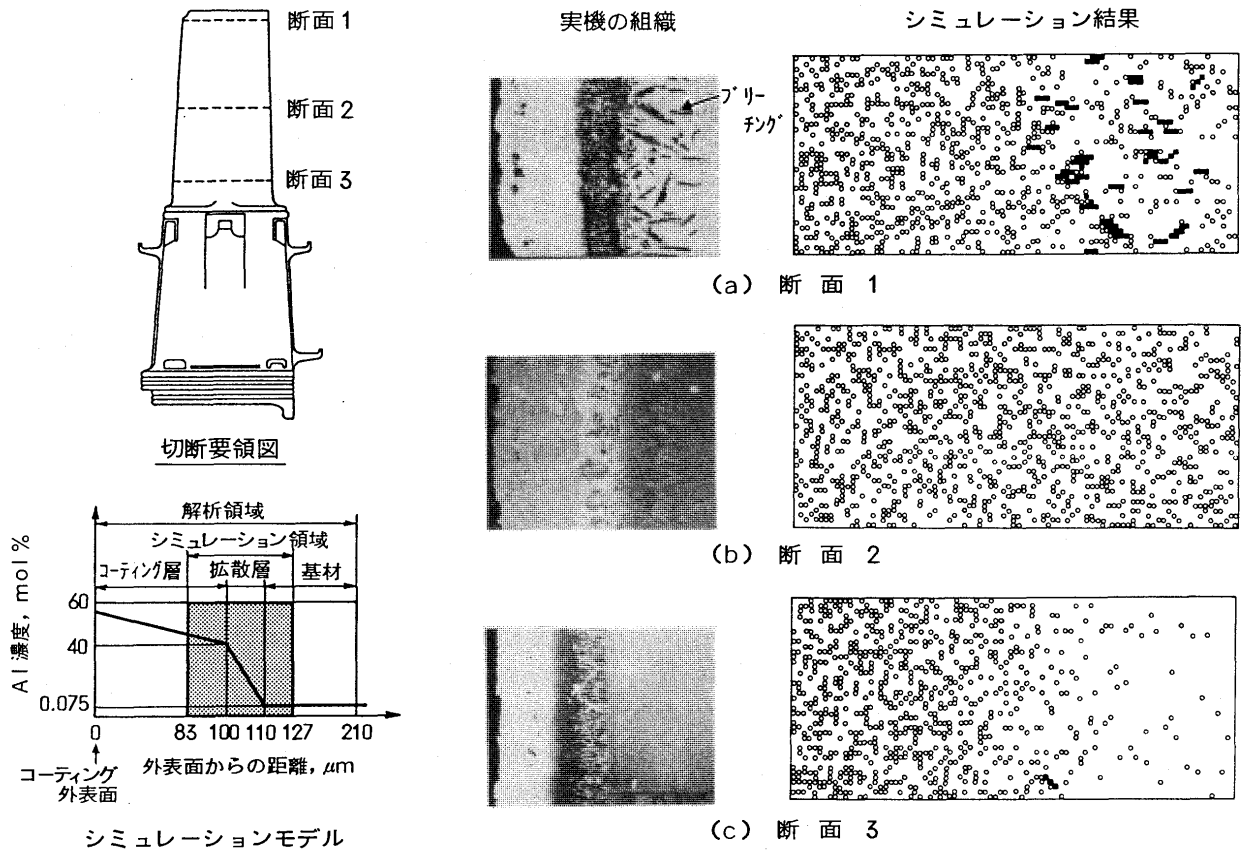 断面1
断面2
断面3
切断要領図
解析領域
シミュレーション領域
コーティング層
拡散層
基材
Al濃度, mol %
60
40
0.075
0
83
100
110
127
210
外表面からの距離, μm
コーティング
外表面
シミュレーションモデル
実機の組織
シミュレーション結果
ブリー
チング
(a) 断面 1
(b) 断面 2
(c) 断面 3